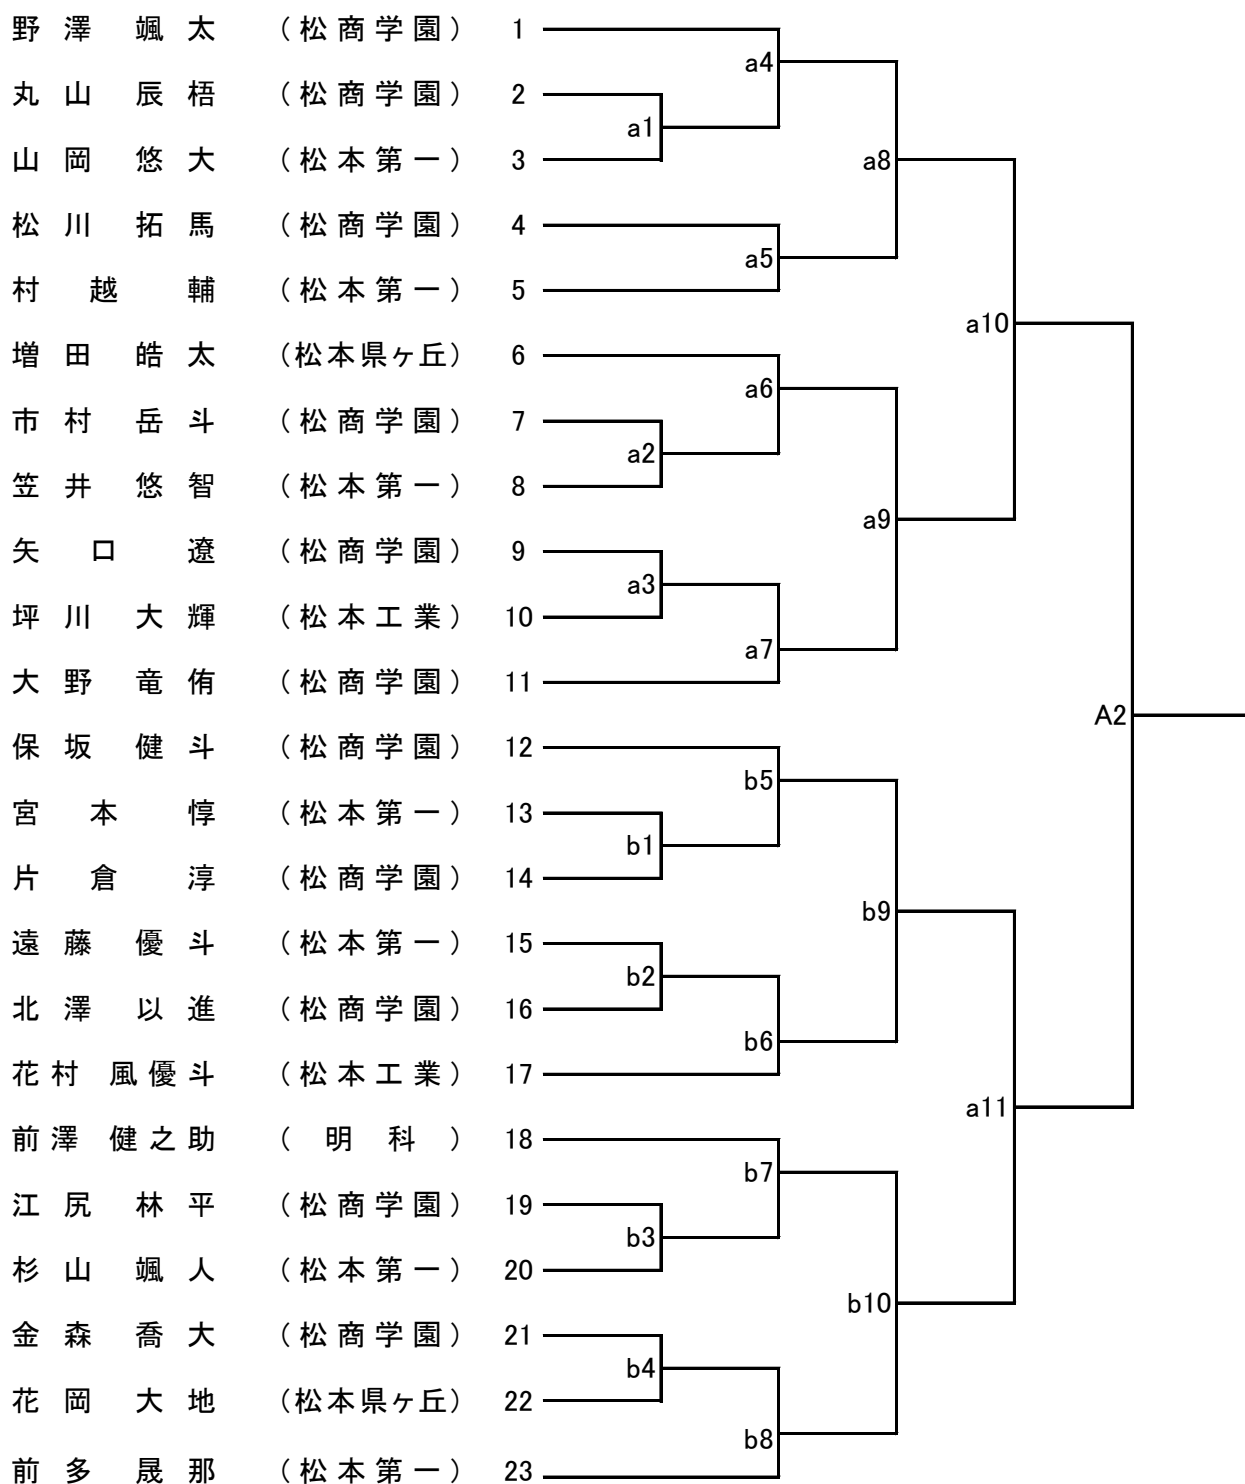 野澤 颯太 （松商学園） 1
a4
丸山 辰梧 （松商学園） 2
a1
山岡 悠大 （松本第一） 3
a8
松川 拓馬 （松商学園） 4
a5
村越 輔 （松本第一） 5
a10
増田 皓太 （松本県ヶ丘） 6
a6
市村 岳斗 （松商学園） 7
a2
笠井 悠智 （松本第一） 8
a9
矢口 遼 （松商学園） 9
a3
坪川 大輝 （松本工業） 10
a7
大野 竜侑 （松商学園） 11
A2
保坂 健斗 （松商学園） 12
b5
宮本 惇 （松本第一） 13
b1
片倉 淳 （松商学園） 14
b9
遠藤 優斗 （松本第一） 15
b2
北澤 以進 （松商学園） 16
b6
花村 風優斗 （松本工業） 17
a11
前澤 健之助 （明科） 18
b7
江尻 林平 （松商学園） 19
b3
杉山 颯人 （松本第一） 20
b10
金森 喬大 （松商学園） 21
b4
花岡 大地 （松本県ヶ丘） 22
b8
前多 晟那 （松本第一） 23